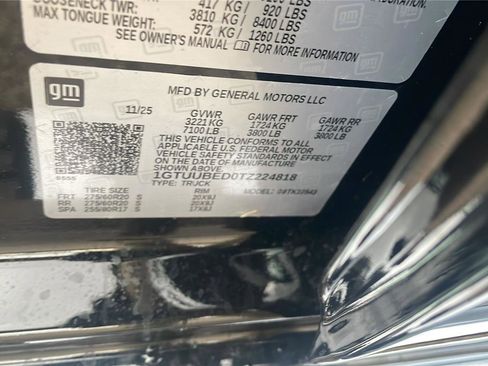 GOOSENECK TWR: 417 KG / 920 LBS
3810 KG / 8400 LBS
MAX TONGUE WEIGHT: 572 KG / 1260 LBS
SEE OWNER'S MANUAL gm
gm
MFD BY GENERAL MOTORS LLC
11/25
GVWR GAWR FRT GAWR RR
3221 KG 1724 KG 1724 KG
7100 LB 3800 LB 3800 LB
THIS VEHICLE CONFORMS TO ALL
APPLICABLE U.S. FEDERAL MOTOR
VEHICLE SAFETY STANDARDS IN EFFECT ON
THE DATE OF MANUFACTURE SHOWN ABOVE.
1GTUUBED0TZ224818
TYPE: TRUCK MODEL:
TIRE SIZE RIM
FRT 275/60R20 S 20X9J
RR 275/60R20 S 20X9J
SPA 255/80R17 S 17X8J